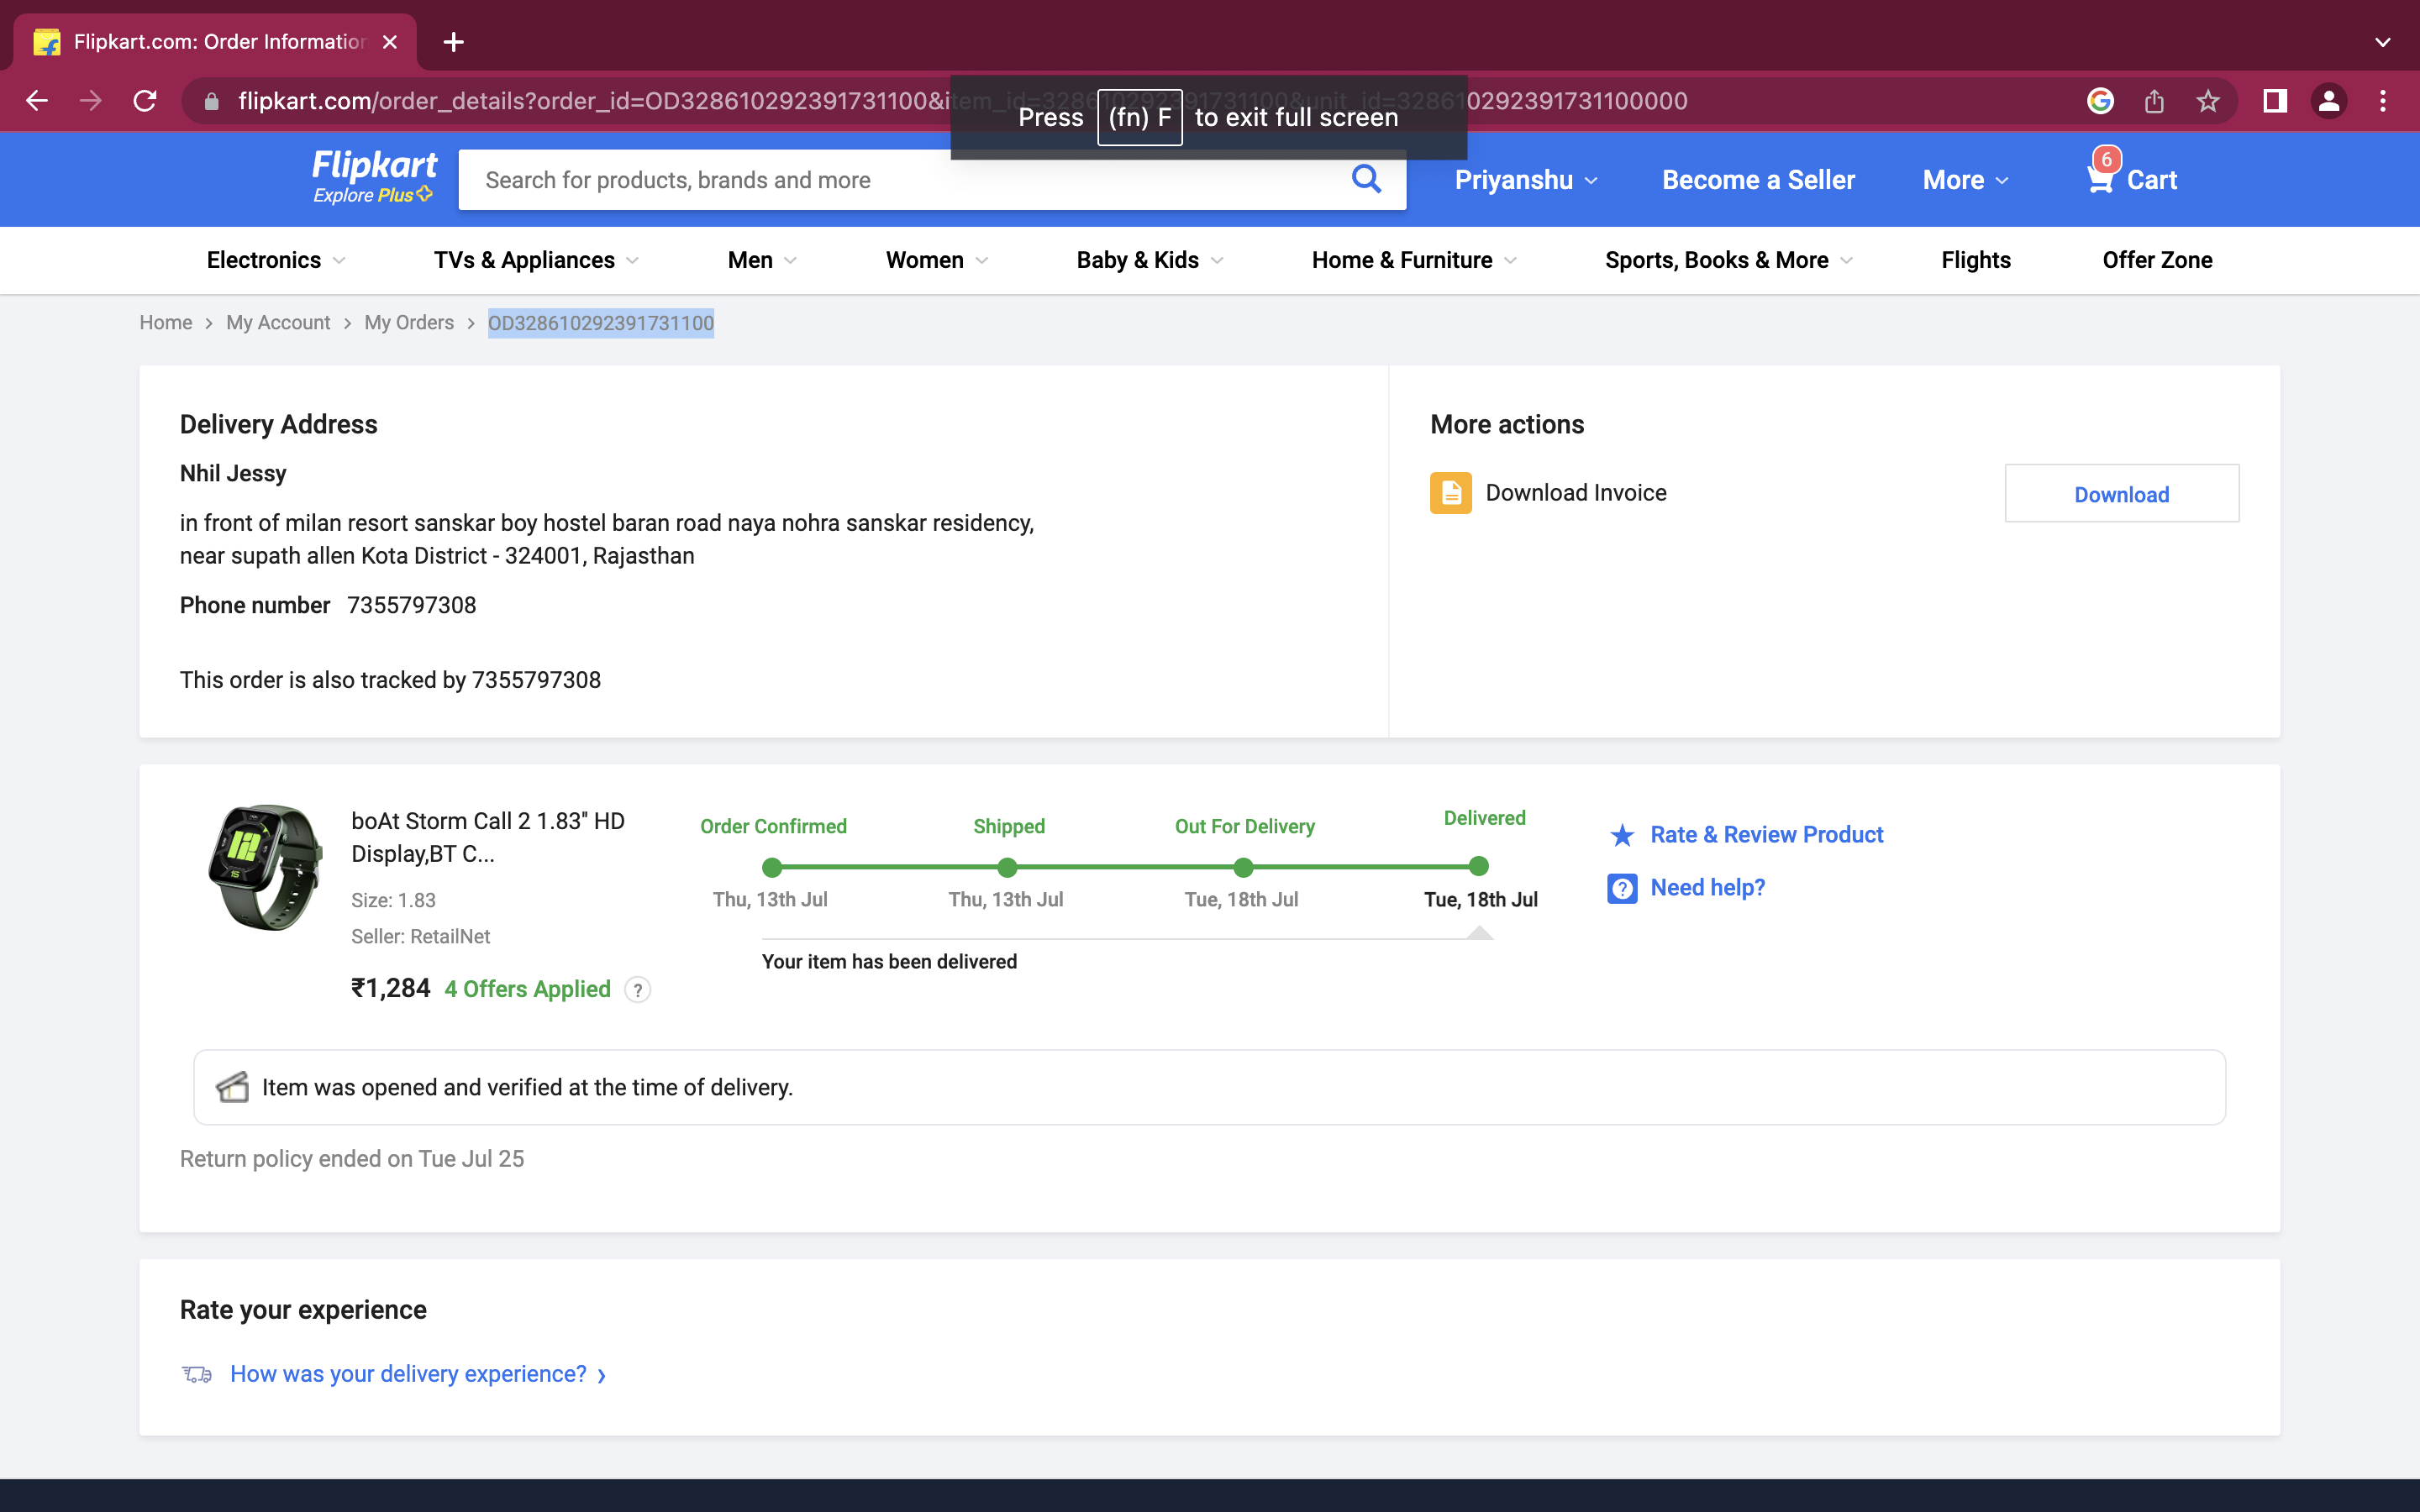 Flipkart.com: Order Information
flipkart.com/order_details?order_id=OD328610292391731100&item_id=328610292391731100&unit_id=328610292391731100000
Press (fn) F to exit full screen
Flipkart
Explore Plus
Search for products, brands and more
Priyanshu
Become a Seller
More
6
Cart
Electronics
TVs & Appliances
Men
Women
Baby & Kids
Home & Furniture
Sports, Books & More
Flights
Offer Zone
Home > My Account > My Orders > OD328610292391731100
Delivery Address
Nhil Jessy
in front of milan resort sanskar boy hostel baran road naya nohra sanskar residency,
near supath allen Kota District - 324001, Rajasthan
Phone number 7355797308
This order is also tracked by 7355797308
More actions
Download Invoice
Download
boAt Storm Call 2 1.83" HD
Display,BT C...
Size: 1.83
Seller: RetailNet
₹1,284 4 Offers Applied ?
Order Confirmed
Shipped
Out For Delivery
Delivered
Thu, 13th Jul
Thu, 13th Jul
Tue, 18th Jul
Tue, 18th Jul
Your item has been delivered
Rate & Review Product
? Need help?
Item was opened and verified at the time of delivery.
Return policy ended on Tue Jul 25
Rate your experience
How was your delivery experience? ›